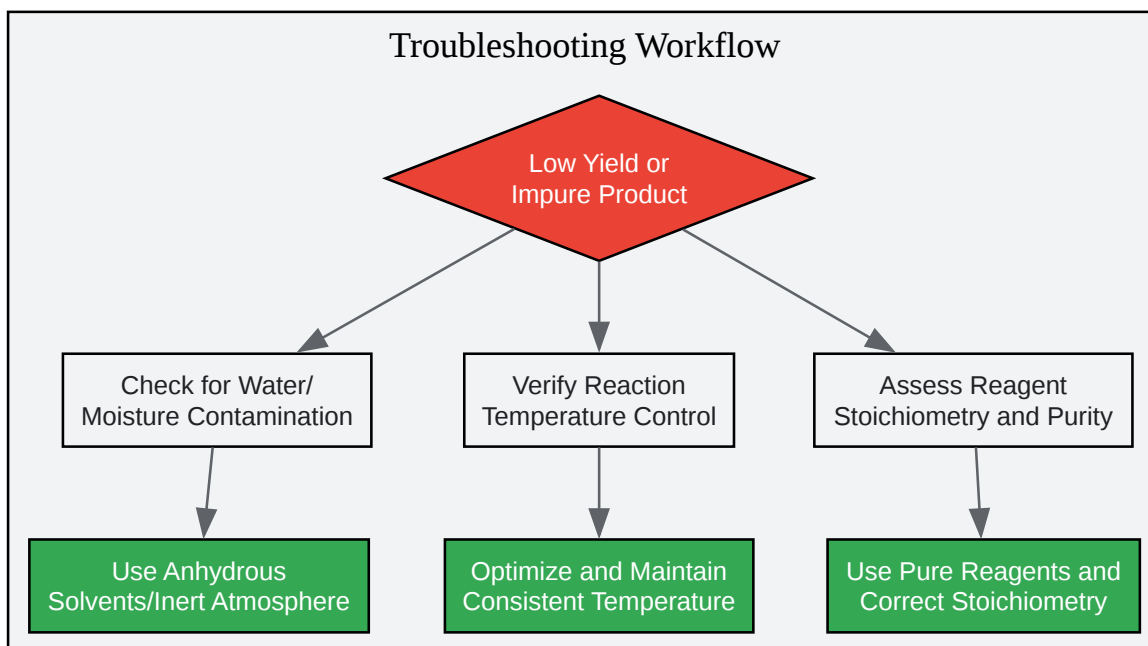 Troubleshooting Workflow
Low Yield or
Impure Product
Check for Water/
Moisture Contamination
Verify Reaction
Temperature Control
Assess Reagent
Stoichiometry and Purity
Use Anhydrous
Solvents/Inert Atmosphere
Optimize and Maintain
Consistent Temperature
Use Pure Reagents and
Correct Stoichiometry